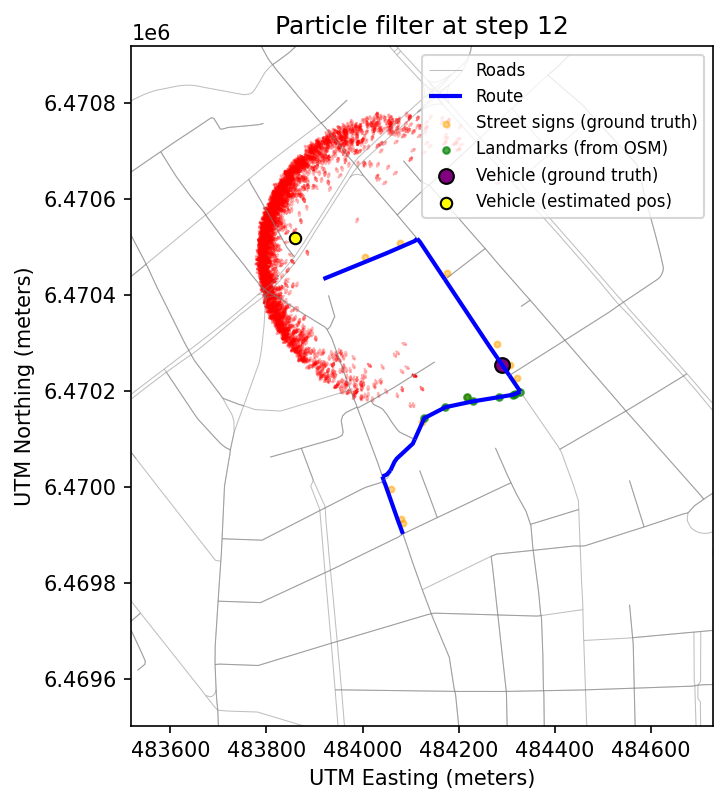 Particle filter at step 12
1e6
Roads
Route
Street signs (ground truth)
Landmarks (from OSM)
Vehicle (ground truth)
Vehicle (estimated pos)
6.4708
6.4706
6.4704
6.4702
6.4700
6.4698
6.4696
UTM Northing (meters)
483600 483800 484000 484200 484400 484600
UTM Easting (meters)